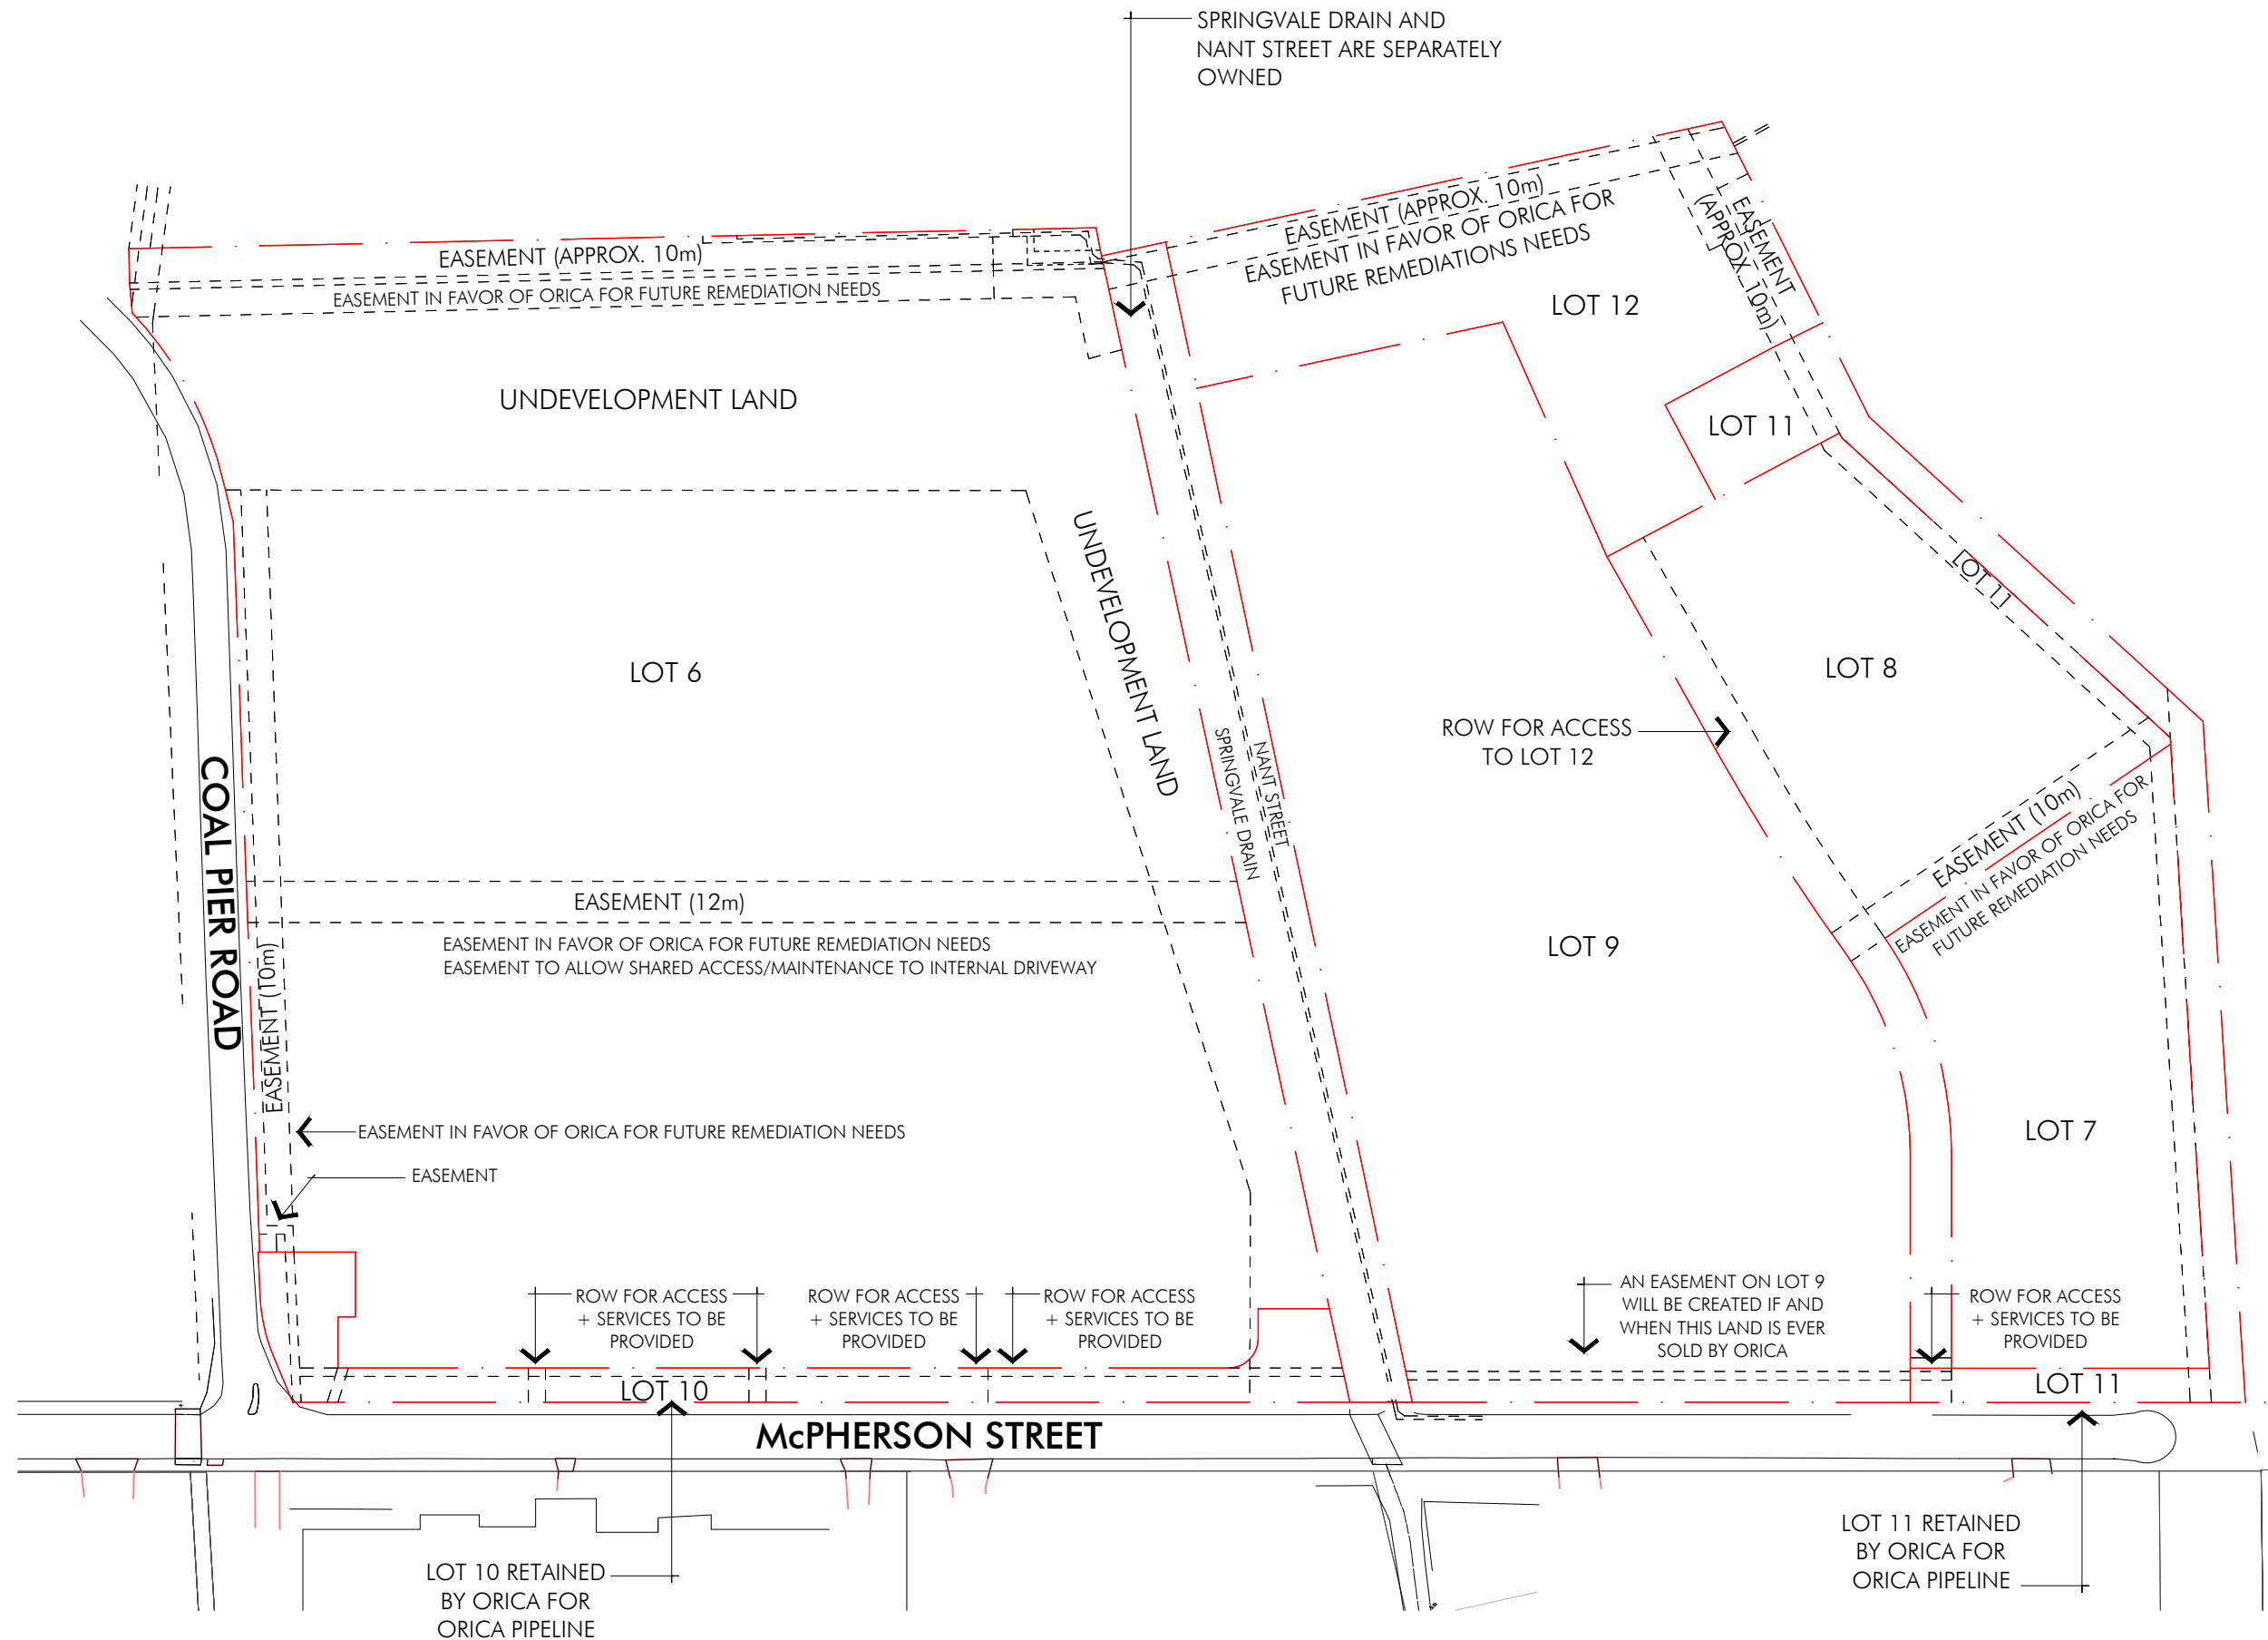 SPRINGVALE DRAIN AND
NANT STREET ARE SEPARATELY
OWNED
EASEMENT (APPROX. 10m)
EASEMENT IN FAVOR OF ORICA FOR FUTURE REMEDIATION NEEDS
EASEMENT (APPROX. 10m)
EASEMENT IN FAVOR OF ORICA FOR
FUTURE REMEDIATIONS NEEDS
EASEMENT
(APPROX. 10m)
LOT 12
UNDEVELOPMENT LAND
LOT 11
UNDEVELOPMENT LAND
LOT 11
LOT 6
LOT 8
ROW FOR ACCESS
TO LOT 12
SPRINGVALE DRAIN
NANT STREET
COAL PIER ROAD
EASEMENT (12m)
EASEMENT IN FAVOR OF ORICA FOR FUTURE REMEDIATION NEEDS
EASEMENT TO ALLOW SHARED ACCESS/MAINTENANCE TO INTERNAL DRIVEWAY
EASEMENT (10m)
EASEMENT IN FAVOR OF ORICA FOR
FUTURE REMEDIATION NEEDS
LOT 9
EASEMENT (10m)
EASEMENT IN FAVOR OF ORICA FOR FUTURE REMEDIATION NEEDS
EASEMENT
LOT 7
ROW FOR ACCESS
+ SERVICES TO BE
PROVIDED
ROW FOR ACCESS
+ SERVICES TO BE
PROVIDED
ROW FOR ACCESS
+ SERVICES TO BE
PROVIDED
AN EASEMENT ON LOT 9
WILL BE CREATED IF AND
WHEN THIS LAND IS EVER
SOLD BY ORICA
ROW FOR ACCESS
+ SERVICES TO BE
PROVIDED
LOT 10
LOT 11
McPHERSON STREET
LOT 10 RETAINED
BY ORICA FOR
ORICA PIPELINE
LOT 11 RETAINED
BY ORICA FOR
ORICA PIPELINE